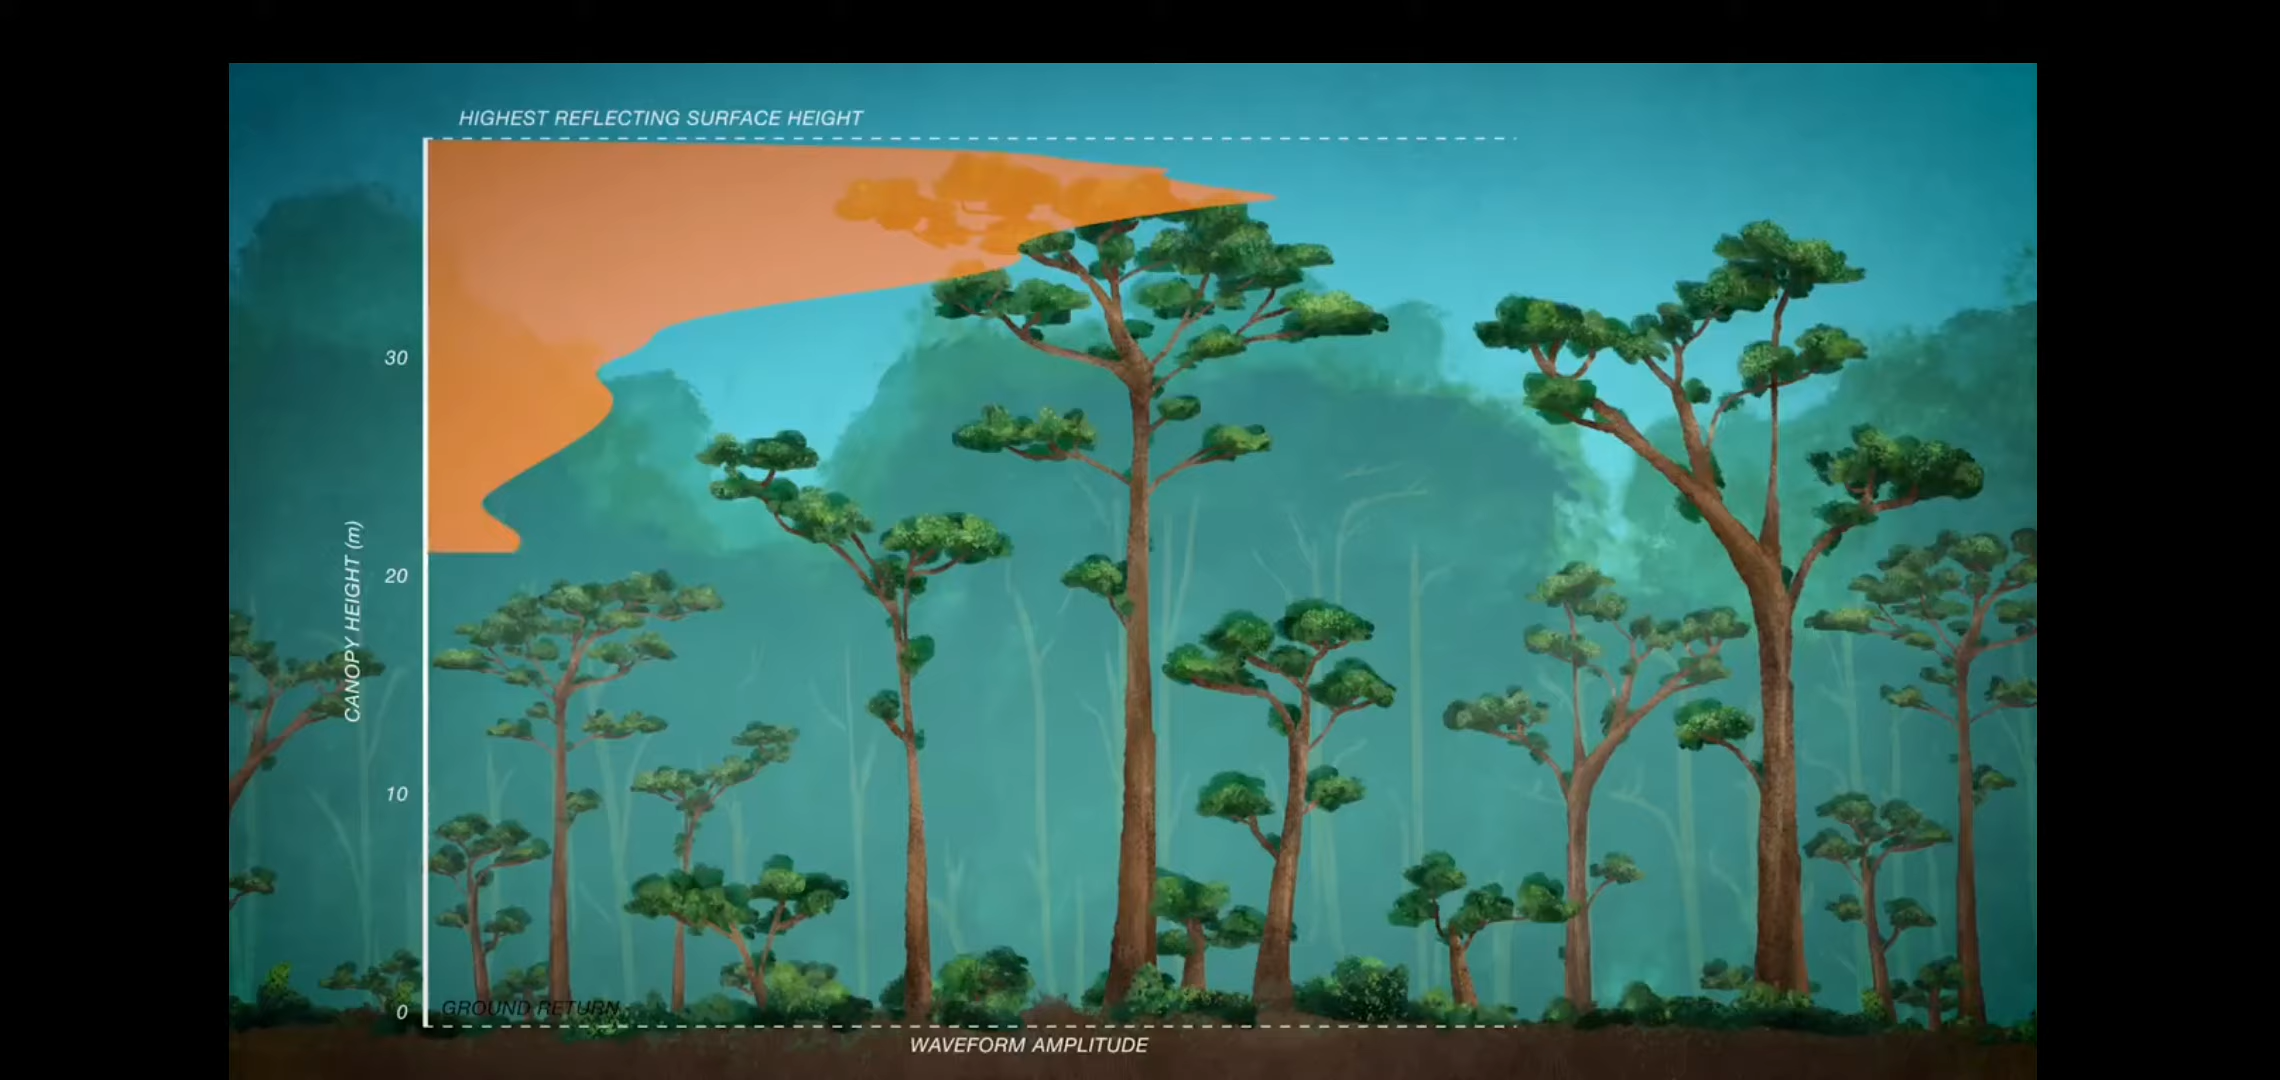 HIGHEST REFLECTING SURFACE HEIGHT
30
20
10
0
CANOPY HEIGHT (m)
GROUND RETURN
WAVEFORM AMPLITUDE